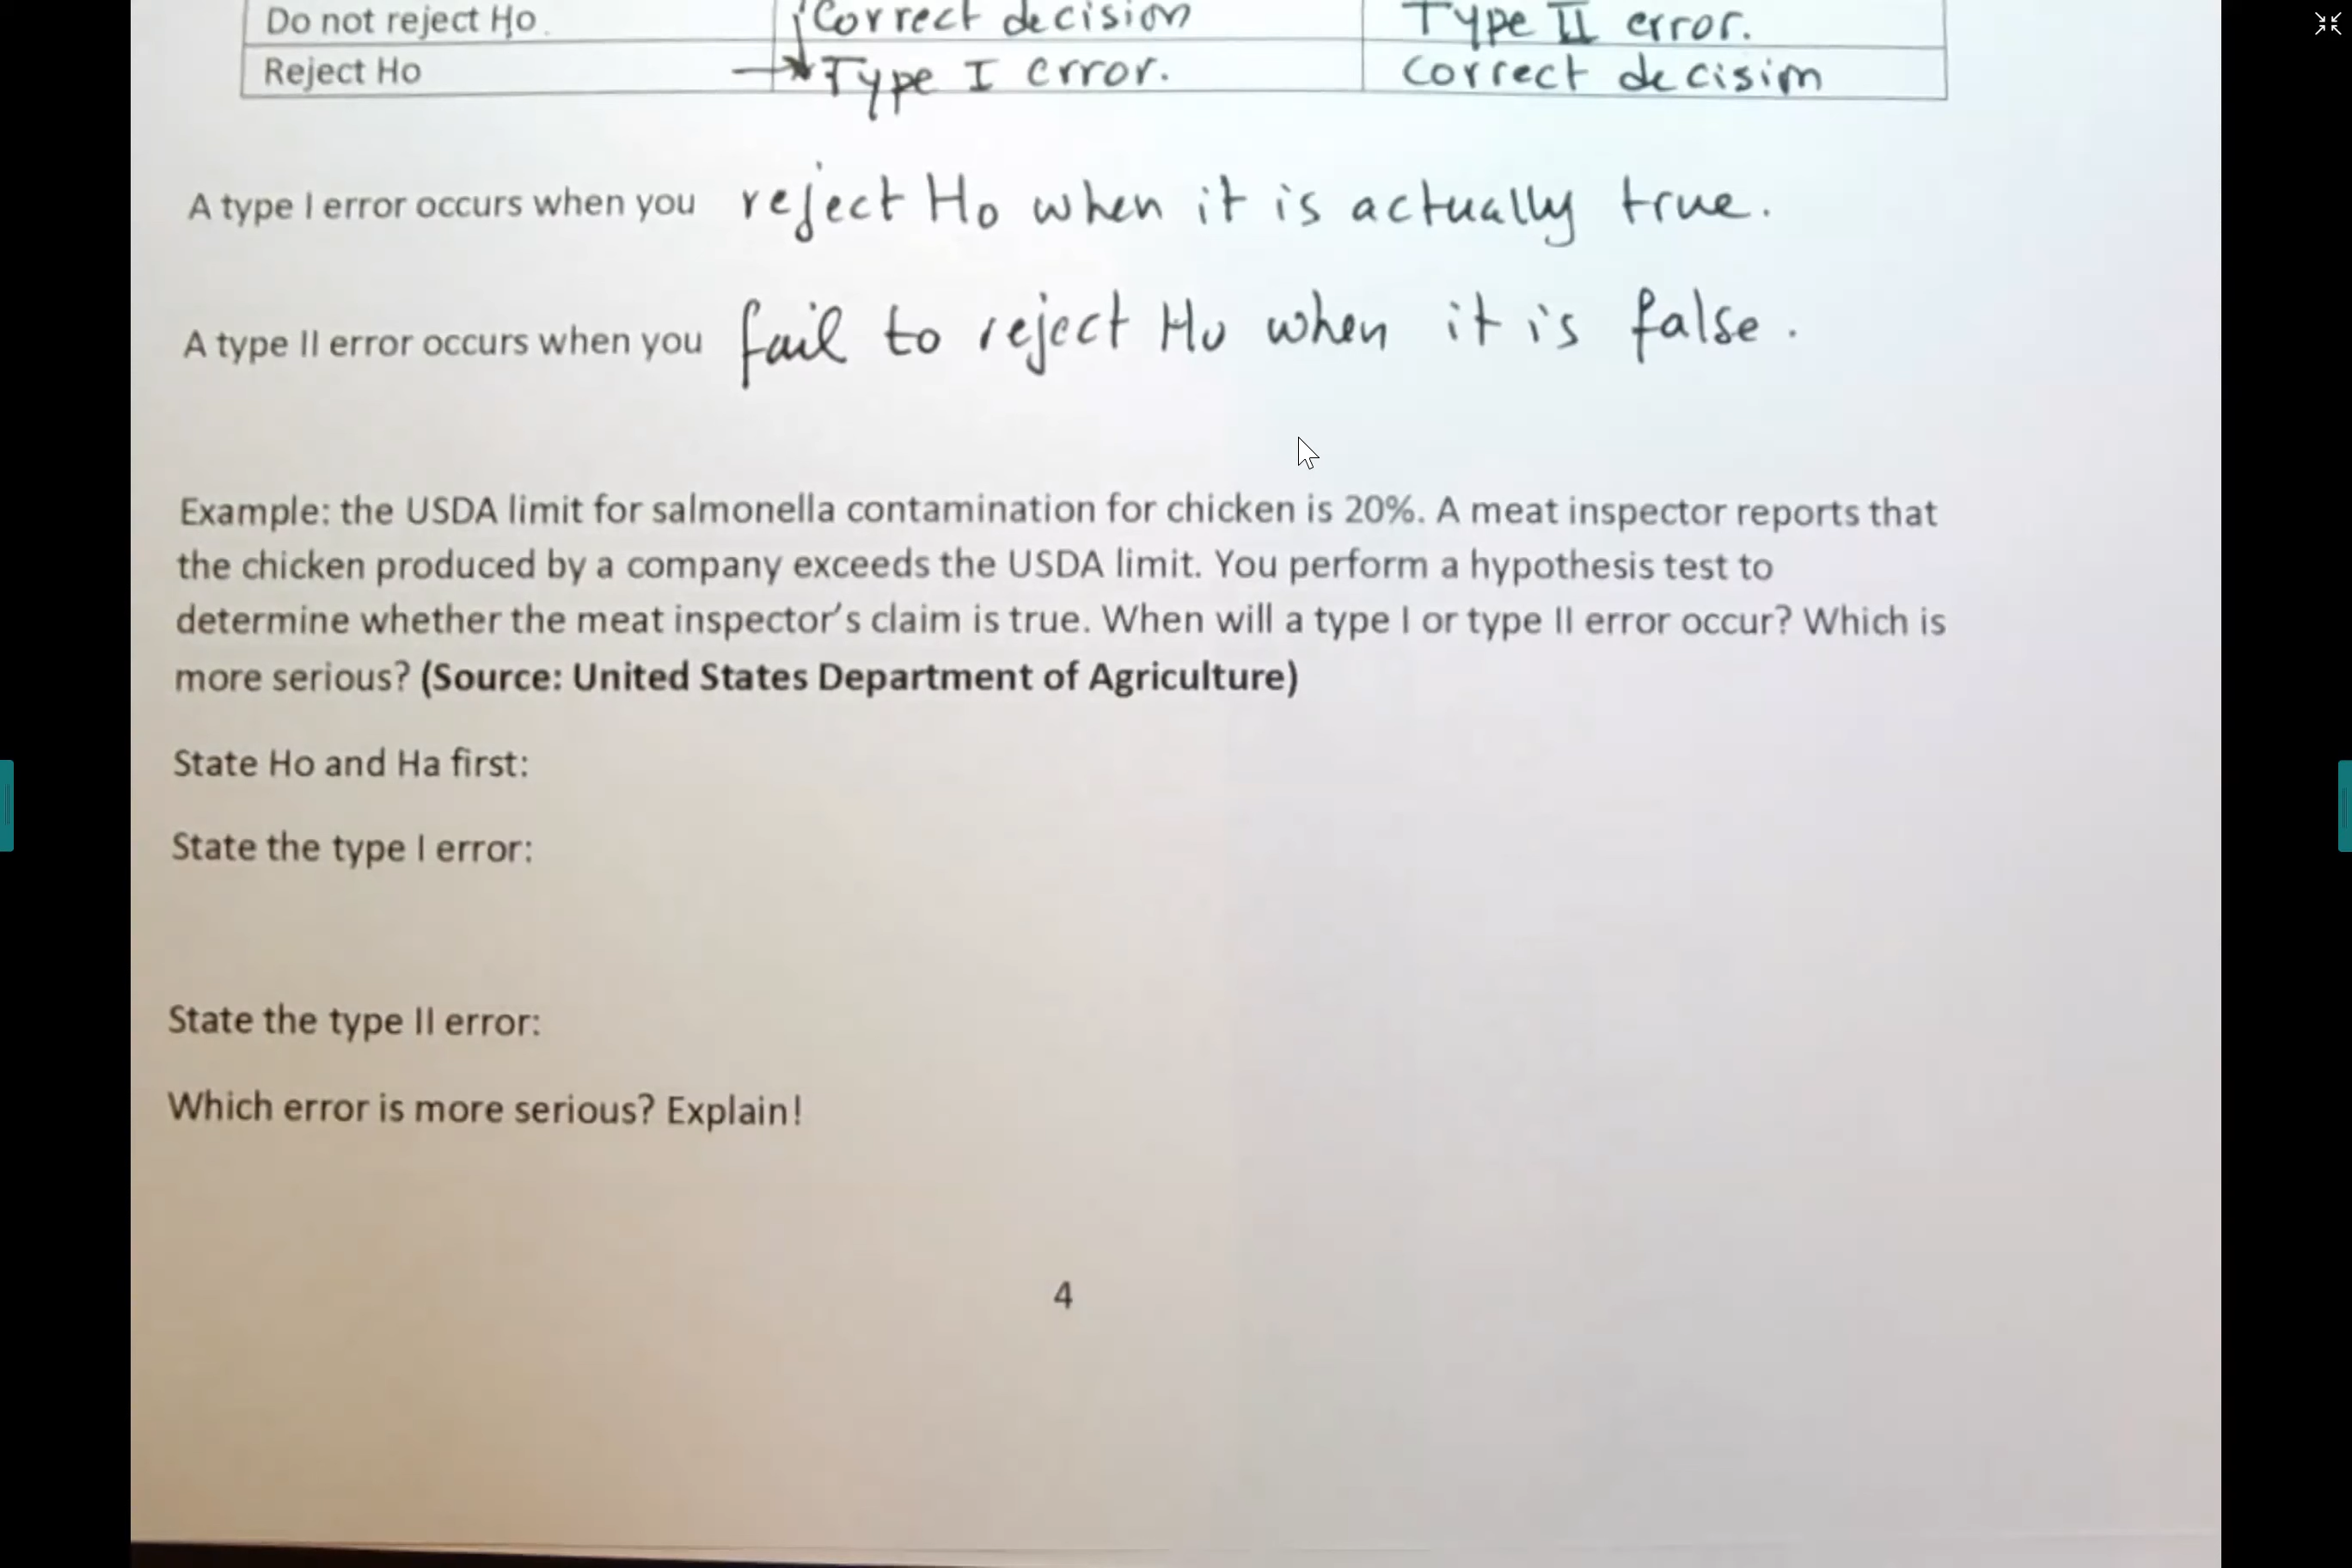 Do not reject Ho Correct decision Type II error.
Reject Ho Type I error. Correct decisim
A type I error occurs when you reject Ho when it is actually true.
A type II error occurs when you fail to reject Ho when it is false.
Example: the USDA limit for salmonella contamination for chicken is 20%. A meat inspector reports that
the chicken produced by a company exceeds the USDA limit. You perform a hypothesis test to
determine whether the meat inspector's claim is true. When will a type I or type II error occur? Which is
more serious? (Source: United States Department of Agriculture)
State Ho and Ha first:
State the type I error:
State the type II error:
Which error is more serious? Explain!
4